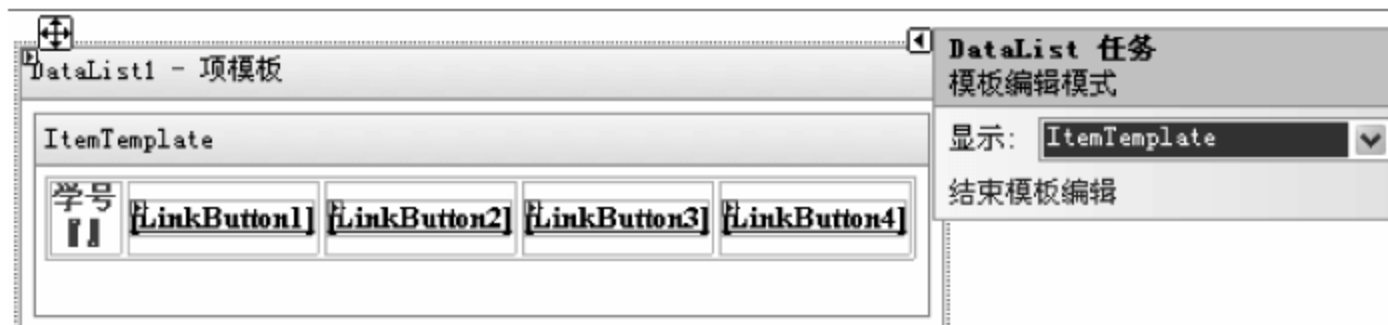 DataList1 - 项模板
ItemTemplate
学号
[LinkButton1] [LinkButton2] [LinkButton3] [LinkButton4]
DataList 任务
模板编辑模式
显示: ItemTemplate
结束模板编辑